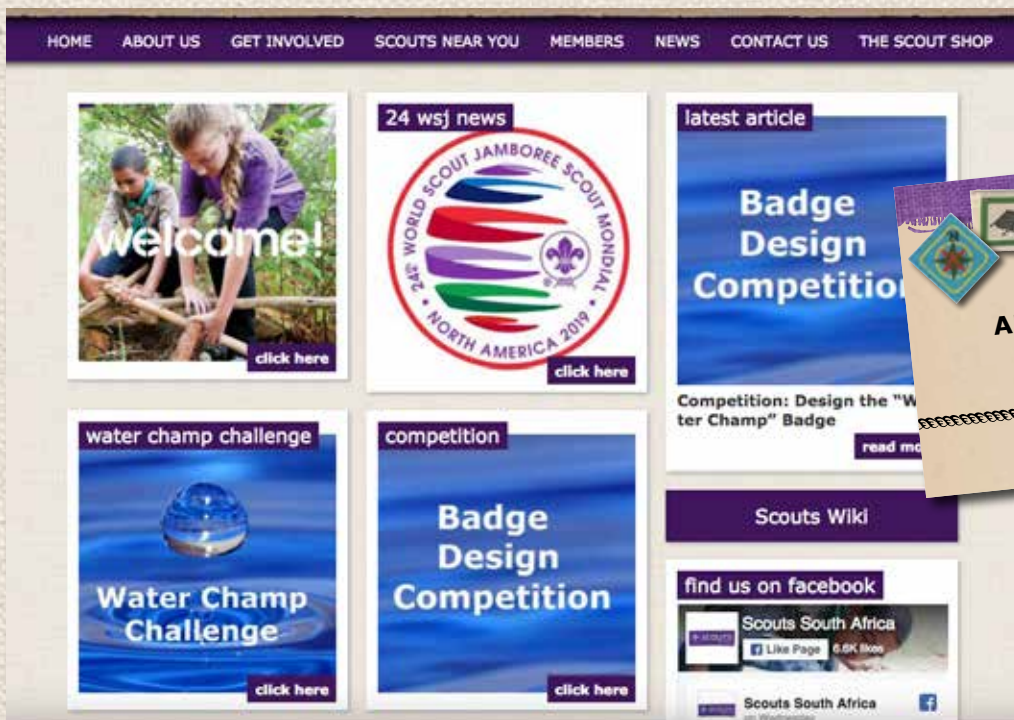 HOME ABOUT US GET INVOLVED SCOUTS NEAR YOU MEMBERS NEWS CONTACT US THE SCOUT SHOP
welcome!
click here
24 wsj news
24TH WORLD SCOUT JAMBOREE SCOUT MONDIAL
• NORTH AMERICA 2019 •
click here
latest article
Badge
Design
Competitio
Competition: Design the "W
ter Champ" Badge
read mo
A
water champ challenge
Water Champ
Challenge
click here
competition
Badge
Design
Competition
click here
Scouts Wiki
find us on facebook
Scouts South Africa
Like Page 6.6K likes
Scouts South Africa